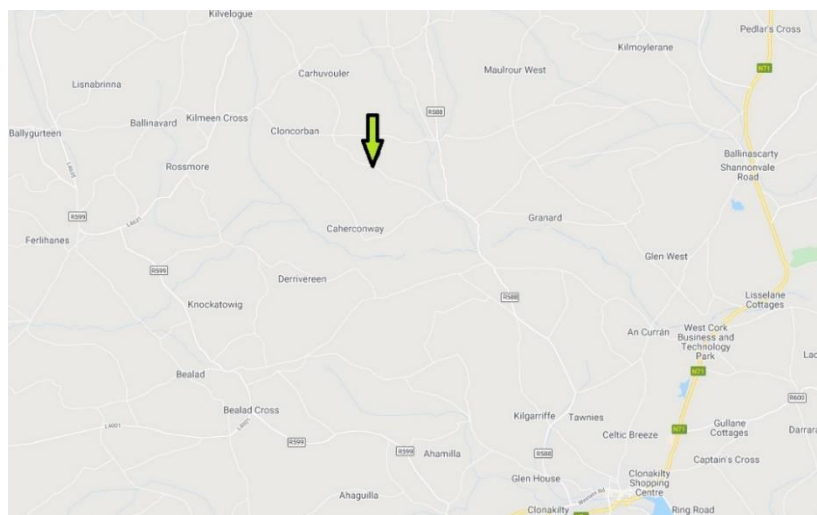 Kilvelogue
Pedlar's Cross
Kilmoylerane
N71
Carhuvouler
Maulrour West
Lisnabrinna
R588
Ballinavard
Kilmeen Cross
Cloncorban
Ballygurteen
Ballinascarty
Rossmore
Shannonvale
Road
R599
L4621
Granard
Caherconway
Ferlihanes
Glen West
R599
Derrivereen
R588
Lisselane
Cottages
Knockatowig
An Currán
West Cork
Business and
Technology
Park
Bealad
N71
R600
Bealad Cross
Kilgarriffe
Tawnies
Gullane
Cottages
N71
Darrara
Celtic Breeze
R599
R599
Ahamilla
R588
Captain's Cross
Glen House
Clonakilty
Shopping
Centre
Ahaguilla
Clonakilty
Ring Road